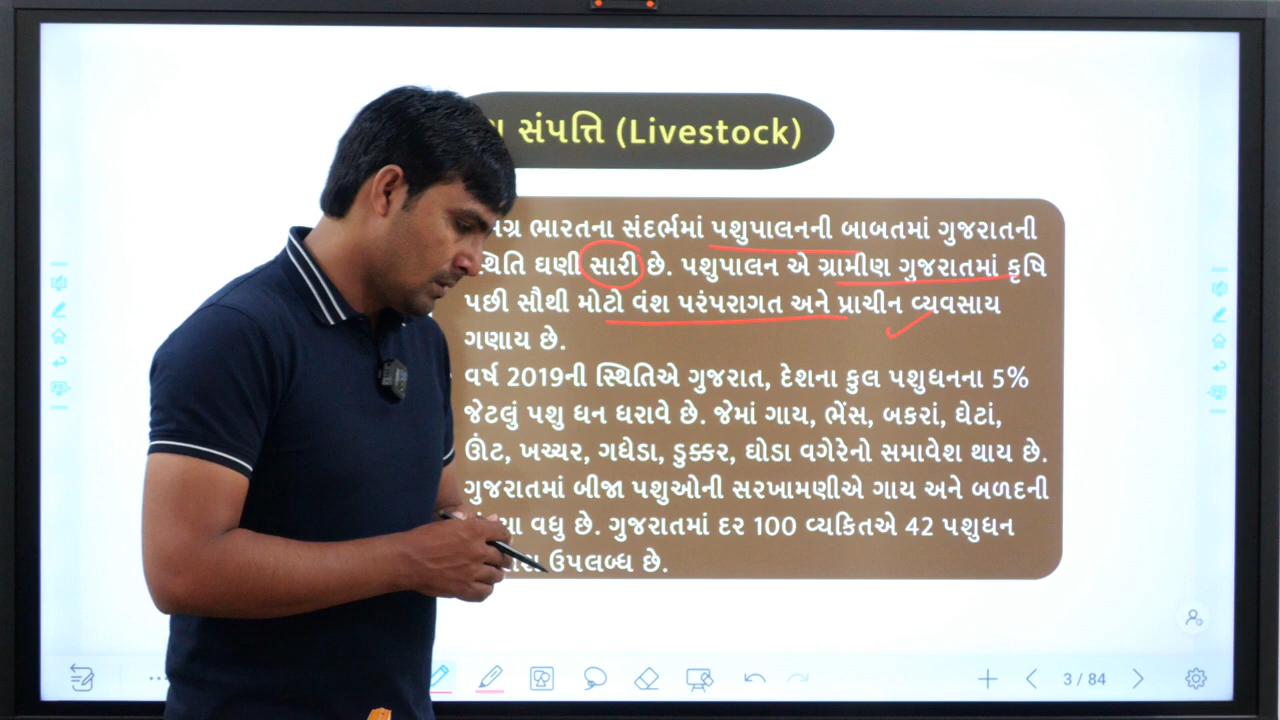 સંપત્તિ (Livestock)
ભારતના સંદર્ભમાં પશુપાલનની બાબતમાં ગુજરાતની
ઘણી સારી છે. પશુપાલન એ ગ્રામીણ ગુજરાતમાં કૃષિ
પછી સૌથી મોટો વંશ પરંપરાગત અને પ્રાચીન વ્યવસાય
ગણાય છે.
વર્ષ 2019ની સ્થિતિએ ગુજરાત, દેશના કુલ પશુધનના 5%
જેટલું પશુ ધન ધરાવે છે. જેમાં ગાય, ભેંસ, બકરાં, ઘેટાં,
ઊંટ, ખચ્ચર, ગધેડા, ડુક્કર, ઘોડા વગેરેનો સમાવેશ થાય છે.
ગુજરાતમાં બીજા પશુઓની સરખામણીએ ગાય અને બળદની
વધુ છે. ગુજરાતમાં દર 100 વ્યકિતએ 42 પશુધન
ઉપલબ્ધ છે.
3 / 84